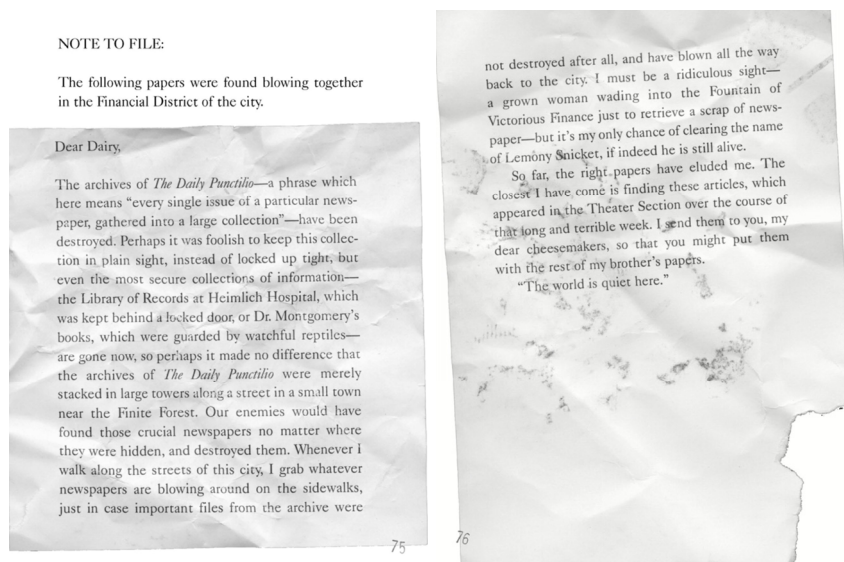 NOTE TO FILE:
The following papers were found blowing together
in the Financial District of the city.
Dear Dairy,
The archives of The Daily Punctilio—a phrase which
here means “every single issue of a particular news-
paper, gathered into a large collection”—have been
destroyed. Perhaps it was foolish to keep this collec-
tion in plain sight, instead of locked up tight, but
even the most secure collections of information—
the Library of Records at Heimlich Hospital, which
was kept behind a locked door, or Dr. Montgomery’s
books, which were guarded by watchful reptiles—
are gone now, so perhaps it made no difference that
the archives of The Daily Punctilio were merely
stacked in large towers along a street in a small town
near the Finite Forest. Our enemies would have
found those crucial newspapers no matter where
they were hidden, and destroyed them. Whenever I
walk along the streets of this city, I grab whatever
newspapers are blowing around on the sidewalks,
just in case important files from the archive were
75
not destroyed after all, and have blown all the way
back to the city. I must be a ridiculous sight—
a grown woman wading into the Fountain of
Victorious Finance just to retrieve a scrap of news-
paper—but it’s my only chance of clearing the name
of Lemony Snicket, if indeed he is still alive.
So far, the right papers have eluded me. The
closest I have come is finding these articles, which
appeared in the Theater Section over the course of
that long and terrible week. I send them to you, my
dear cheesemakers, so that you might put them
with the rest of my brother’s papers.
“The world is quiet here.”
76